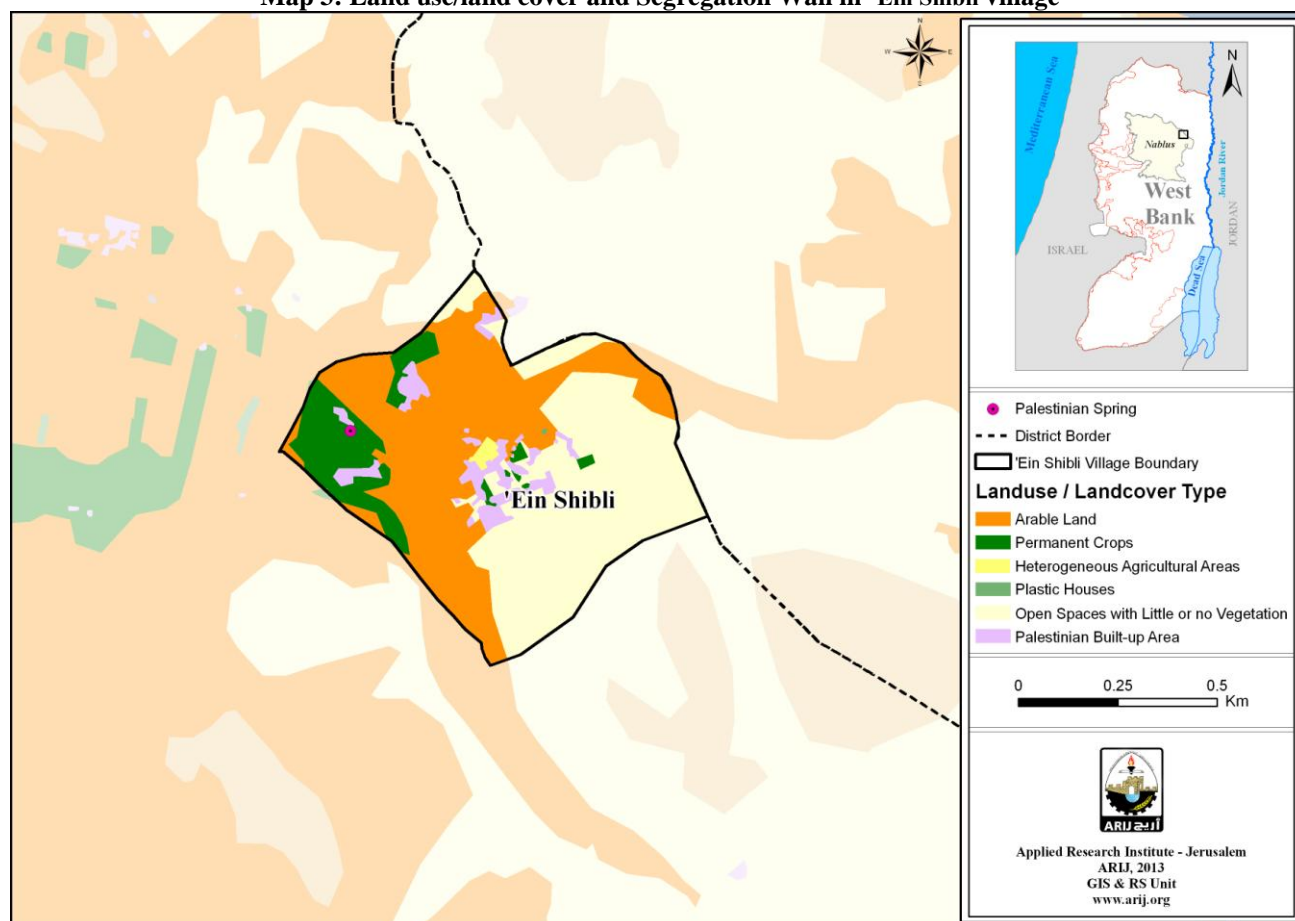 Map 3: Land use/land cover and Segregation Wall in 'Ein Shibli village
N
W
E
S
'Ein Shibli
N
Mediterranean Sea
Nablus
West
Bank
Jordan River
JORDAN
ISRAEL
Dead Sea
Palestinian Spring
District Border
'Ein Shibli Village Boundary
Landuse / Landcover Type
Arable Land
Permanent Crops
Heterogeneous Agricultural Areas
Plastic Houses
Open Spaces with Little or no Vegetation
Palestinian Built-up Area
0 0.25 0.5
Km
ARIJ أريج
Applied Research Institute - Jerusalem
ARIJ, 2013
GIS & RS Unit
www.arij.org